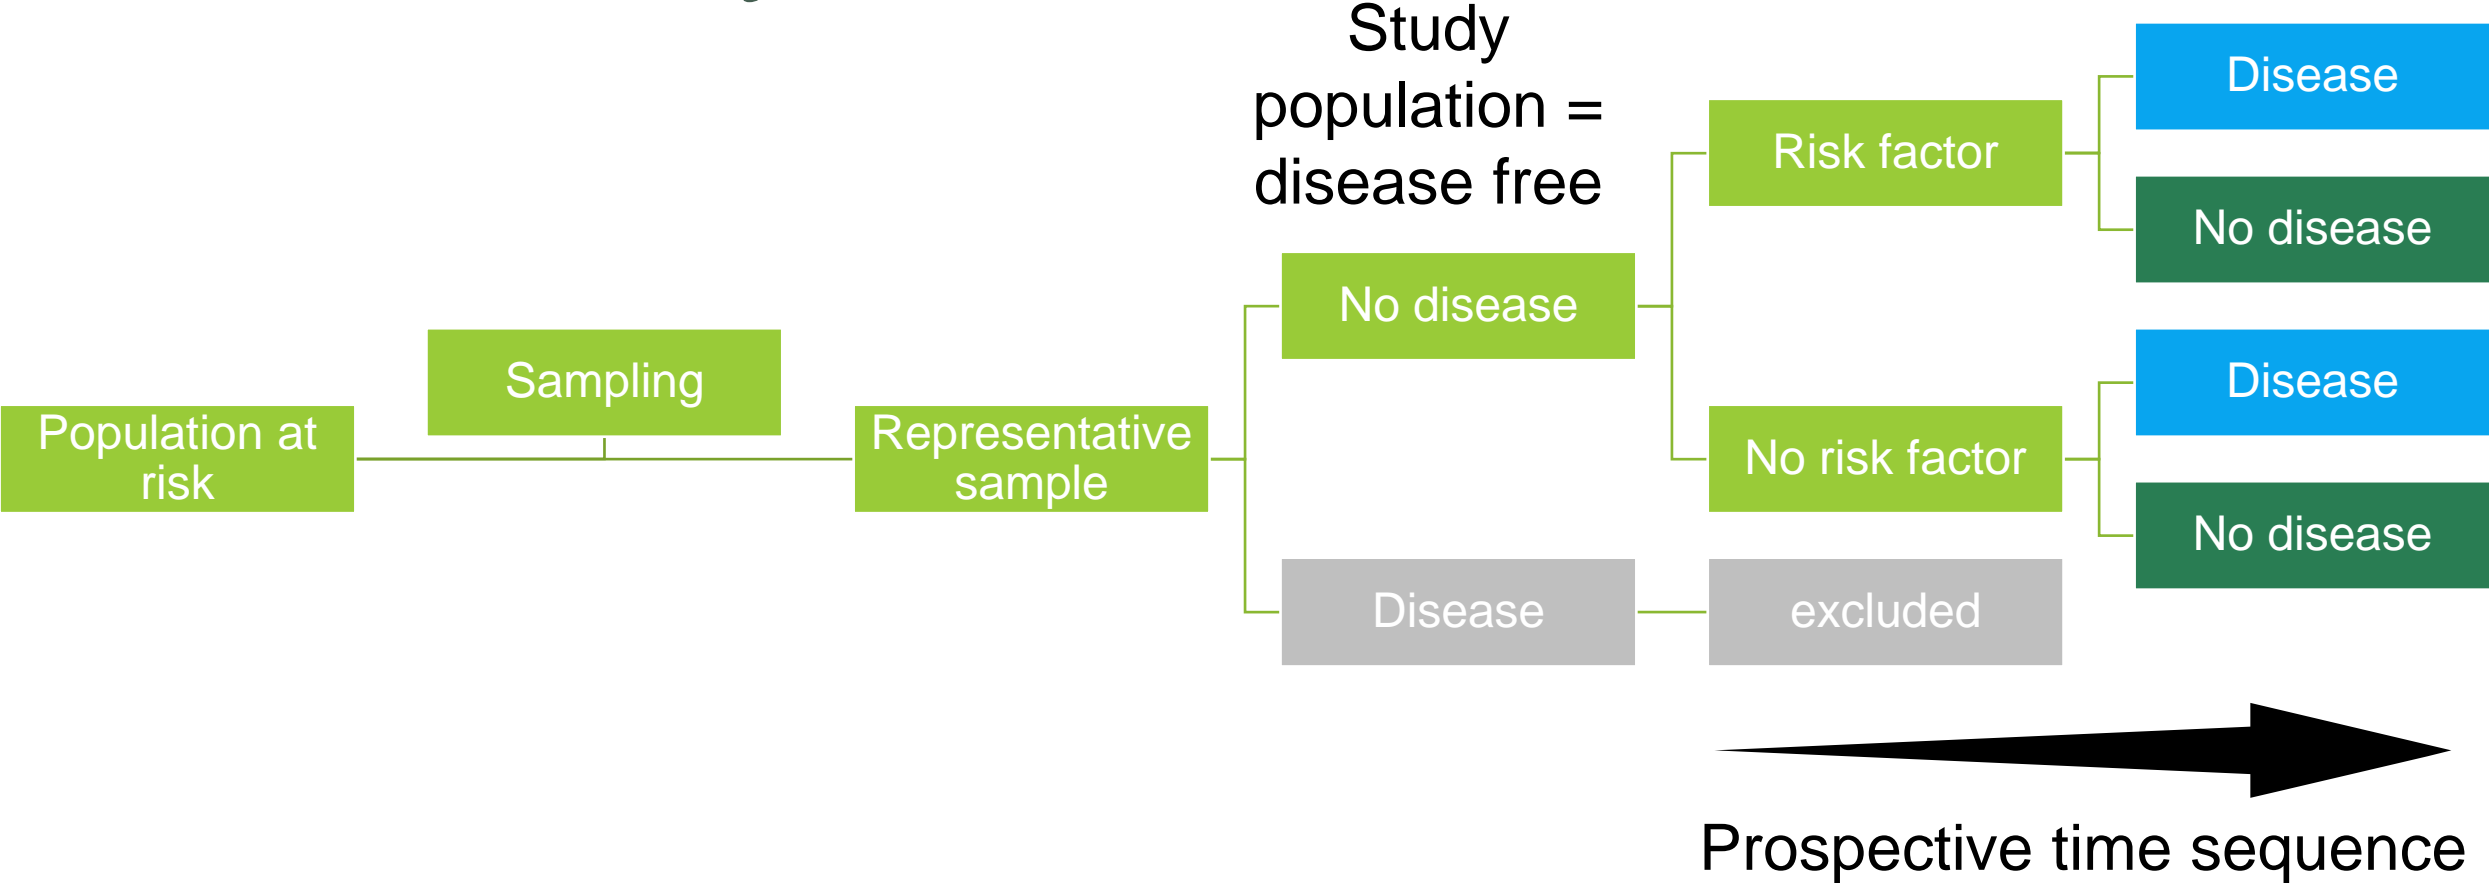 Study
population =
disease free
Disease
Risk factor
No disease
No disease
Sampling
Disease
Population at
risk
Representative
sample
No risk factor
No disease
Disease
excluded
Prospective time sequence